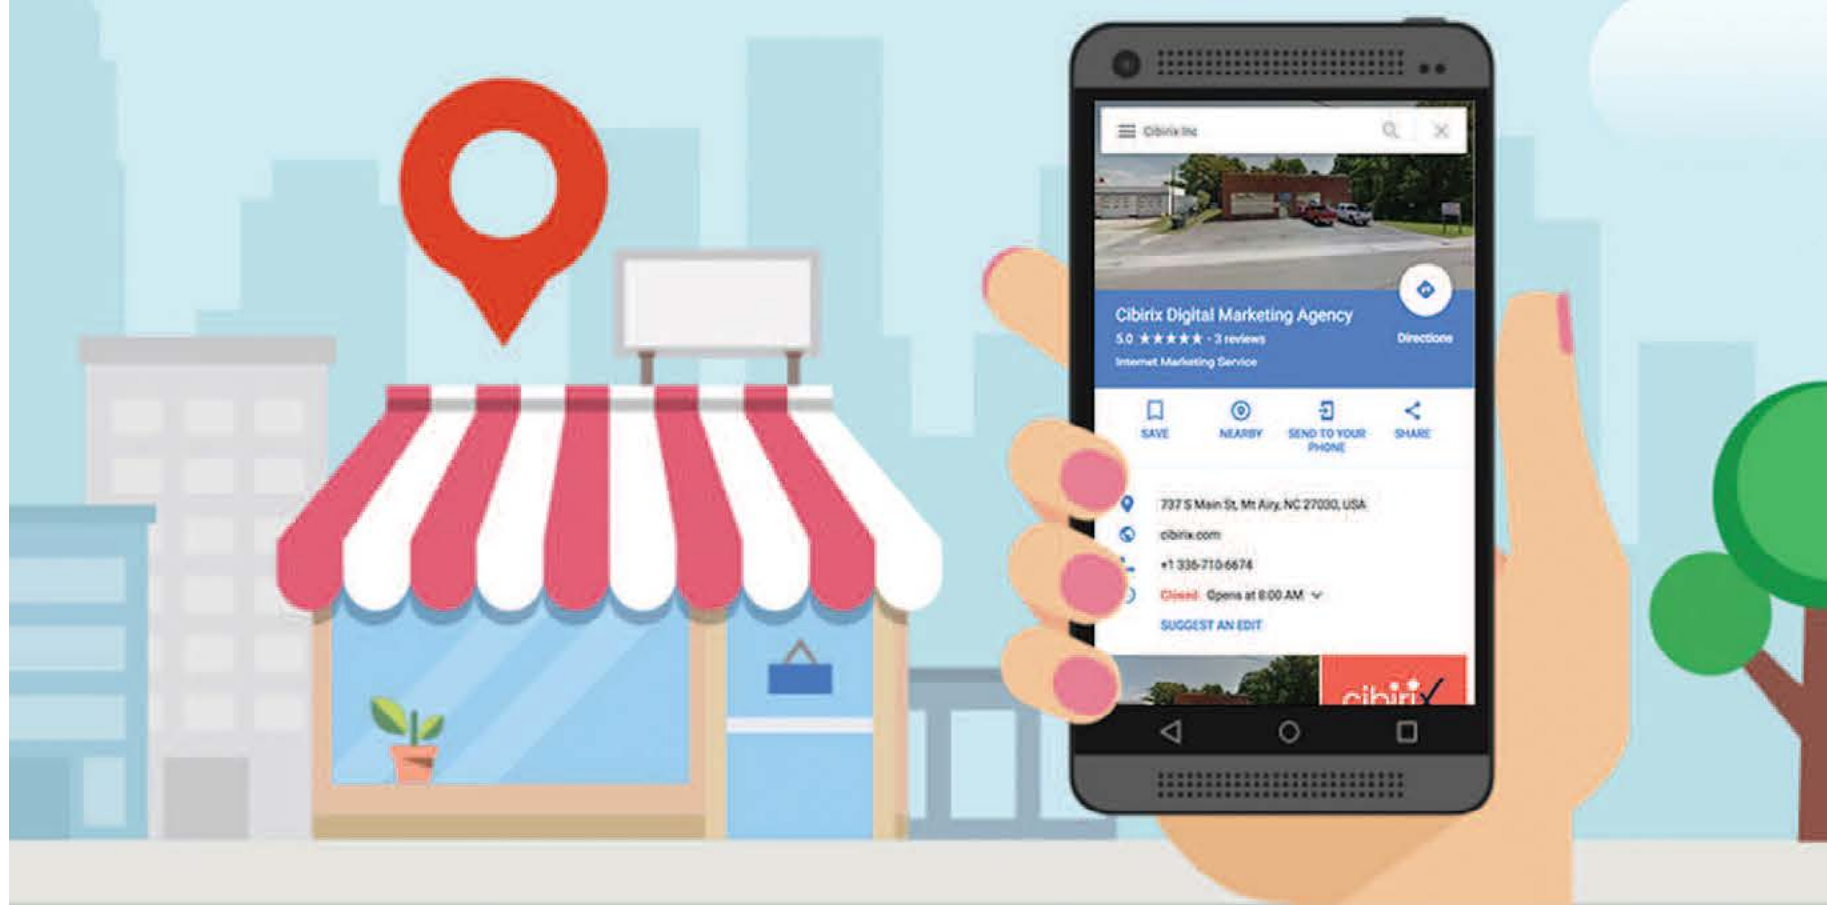 Cibirix Inc
Cibirix Digital Marketing Agency
5.0 ★★★★★ · 3 reviews
Directions
Internet Marketing Service
SAVE
NEARBY
SEND TO YOUR
PHONE
SHARE
737 S Main St, Mt Airy, NC 27030, USA
cibirix.com
+1 336-710-6674
Closed Opens at 8:00 AM
SUGGEST AN EDIT
cibirix